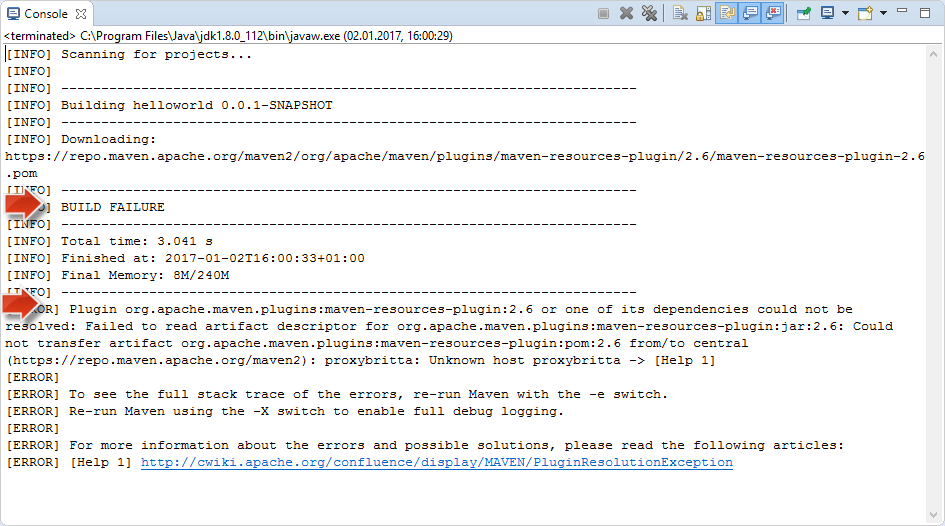 Console
<terminated> C:\Program Files\Java\jdk1.8.0_112\bin\javaw.exe (02.01.2017, 16:00:29)
[INFO] Scanning for projects...
[INFO]
[INFO] ------------------------------------------------------------------------
[INFO] Building helloworld 0.0.1-SNAPSHOT
[INFO] ------------------------------------------------------------------------
[INFO] Downloading:
https://repo.maven.apache.org/maven2/org/apache/maven/plugins/maven-resources-plugin/2.6/maven-resources-plugin-2.6
.pom
[INFO] ------------------------------------------------------------------------
BUILD FAILURE
[INFO] ------------------------------------------------------------------------
[INFO] Total time: 3.041 s
[INFO] Finished at: 2017-01-02T16:00:33+01:00
[INFO] Final Memory: 8M/240M
[INFO] ------------------------------------------------------------------------
Plugin org.apache.maven.plugins:maven-resources-plugin:2.6 or one of its dependencies could not be
resolved: Failed to read artifact descriptor for org.apache.maven.plugins:maven-resources-plugin:jar:2.6: Could
not transfer artifact org.apache.maven.plugins:maven-resources-plugin:pom:2.6 from/to central
(https://repo.maven.apache.org/maven2): proxybritta: Unknown host proxybritta -> [Help 1]
[ERROR]
[ERROR] To see the full stack trace of the errors, re-run Maven with the -e switch.
[ERROR] Re-run Maven using the -X switch to enable full debug logging.
[ERROR]
[ERROR] For more information about the errors and possible solutions, please read the following articles:
[ERROR] [Help 1] http://cwiki.apache.org/confluence/display/MAVEN/PluginResolutionException